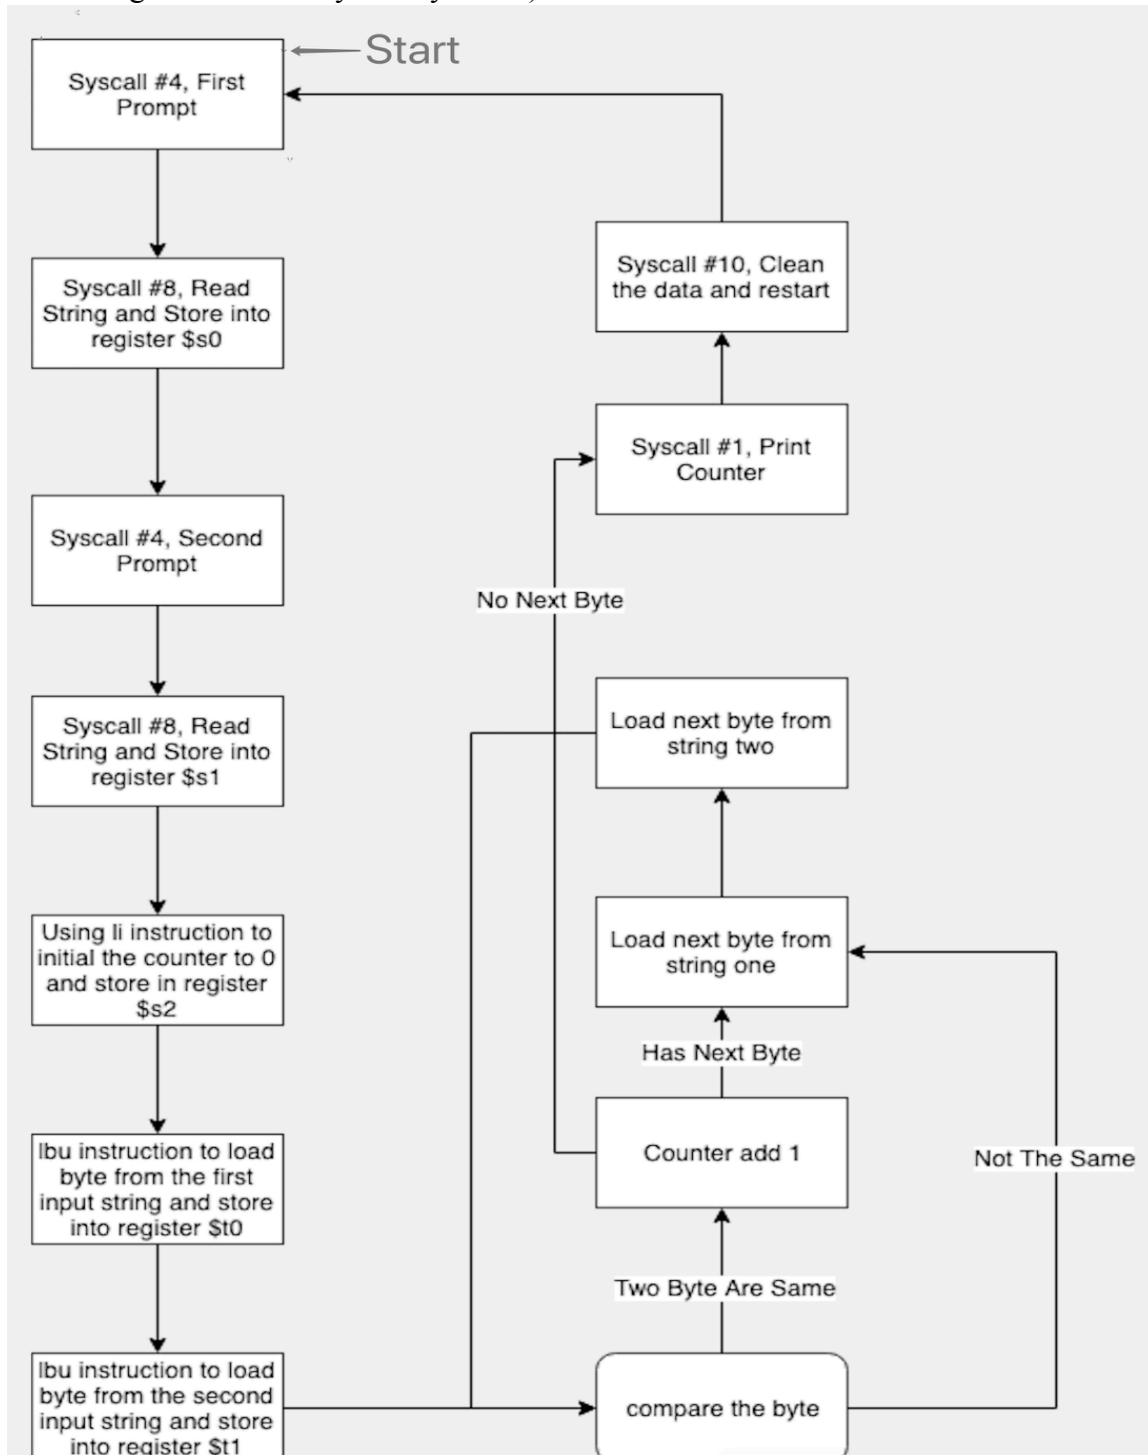 Start
Syscall #4, First
Prompt
Syscall #8, Read
String and Store into
register $s0
Syscall #4, Second
Prompt
Syscall #8, Read
String and Store into
register $s1
Using li instruction to
initial the counter to 0
and store in register
$s2
lbu instruction to load
byte from the first
input string and store
into register $t0
lbu instruction to load
byte from the second
input string and store
into register $t1
Syscall #10, Clean
the data and restart
Syscall #1, Print
Counter
No Next Byte
Load next byte from
string two
Load next byte from
string one
Has Next Byte
Counter add 1
Not The Same
Two Byte Are Same
compare the byte